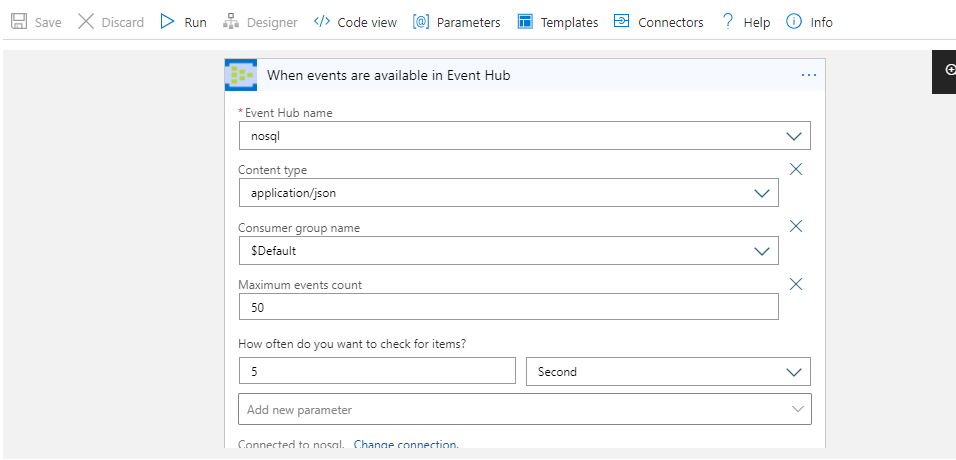 Save Discard Run Designer Code view Parameters Templates Connectors Help Info
When events are available in Event Hub
* Event Hub name
nosql
Content type
application/json
Consumer group name
$Default
Maximum events count
50
How often do you want to check for items?
5 Second
Add new parameter
Connected to nosql. Change connection.